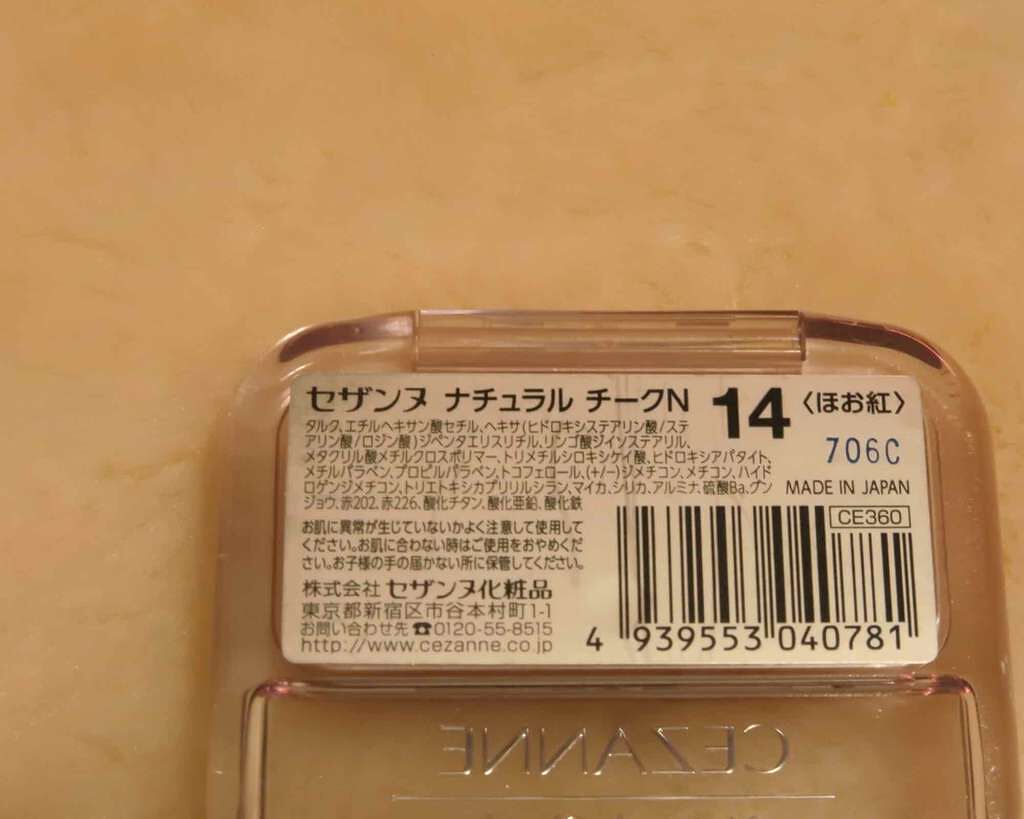 セザンヌ ナチュラル チークN 14 〈ほお紅〉
タルク、エチルヘキサン酸セチル、ヘキサ(ヒドロキシステアリン酸/ステ
アリン酸/ロジン酸)ジペンタエリスリチル、リンゴ酸ジイソステアリル、
メタクリル酸メチルクロスポリマー、トリメチルシロキシケイ酸、ヒドロキシアパタイト、
メチルパラベン、プロピルパラベン、トコフェロール、(+/-)ジメチコン、メチコン、ハイド
ロゲンジメチコン、トリエトキシカプリリルシラン、マイカ、シリカ、アルミナ、硫酸Ba、グン
ジョウ、赤202、赤226、酸化チタン、酸化亜鉛、酸化鉄
706C
MADE IN JAPAN
CE360
お肌に異常が生じていないかよく注意して使用して
ください。お肌に合わない時はご使用をおやめくだ
さい。お子様の手の届かない所に保管してください。
株式会社 セザンヌ化粧品
東京都新宿区市谷本村町1-1
お問い合わせ先☎0120-55-8515
http://www.cezanne.co.jp
4 939553 040781
CEZANNE